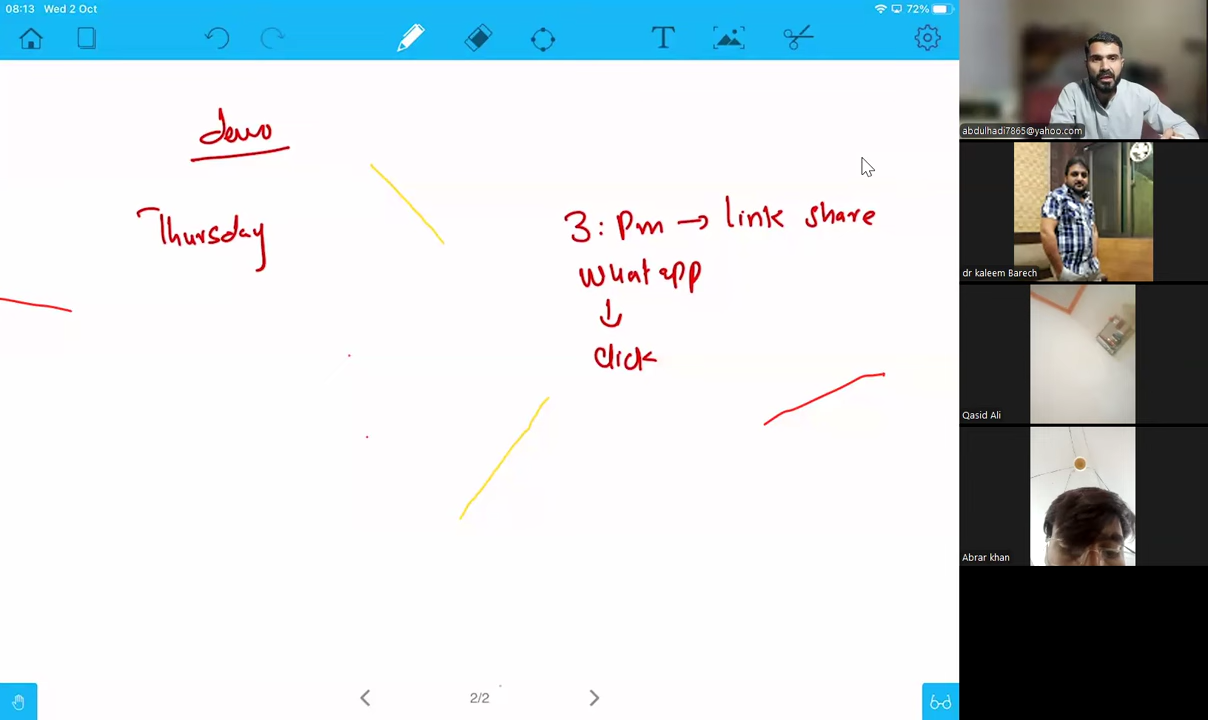 08:13 Wed 2 Oct
72%
T
demo
Thursday
3: Pm → link share
whatapp
↓
click
2/2
abdulhadi7865@yahoo.com
dr kaleem Barech
Qasid Ali
Abrar khan